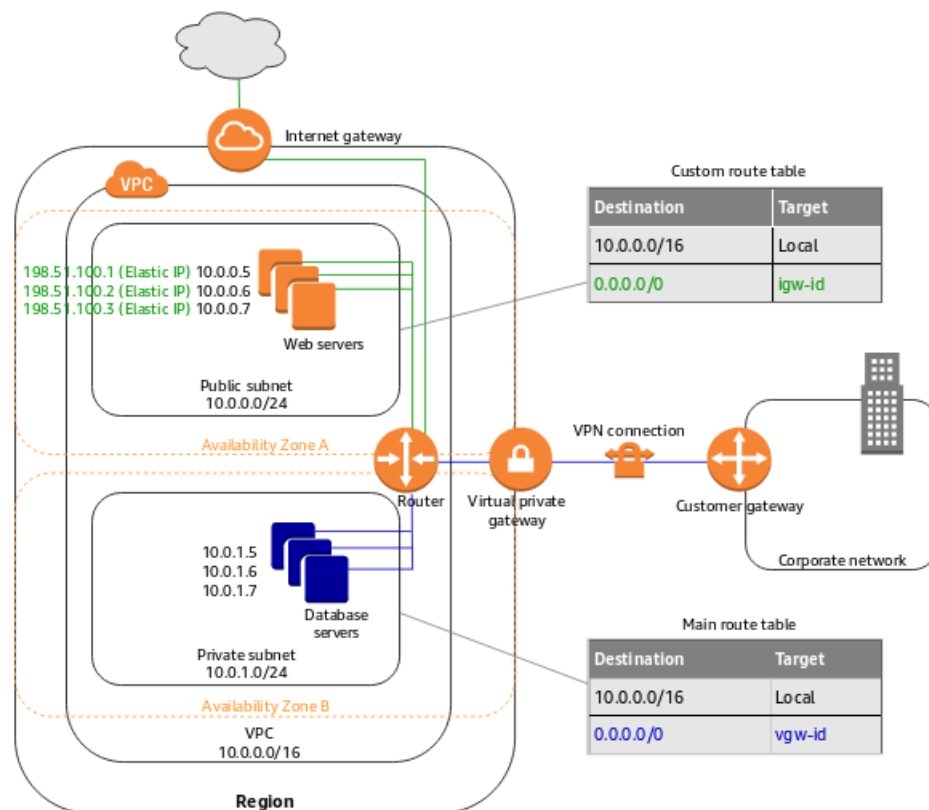 Internet gateway
VPC
Custom route table
Destination Target
10.0.0.0/16 Local
0.0.0.0/0 igw-id
198.51.100.1 (Elastic IP) 10.0.0.5
198.51.100.2 (Elastic IP) 10.0.0.6
198.51.100.3 (Elastic IP) 10.0.0.7
Web servers
Public subnet
10.0.0.0/24
Availability Zone A
VPN connection
Router
Virtual private
gateway
Customer gateway
Corporate network
10.0.1.5
10.0.1.6
10.0.1.7
Database
servers
Private subnet
10.0.1.0/24
Main route table
Destination Target
10.0.0.0/16 Local
0.0.0.0/0 vgw-id
Availability Zone B
VPC
10.0.0.0/16
Region